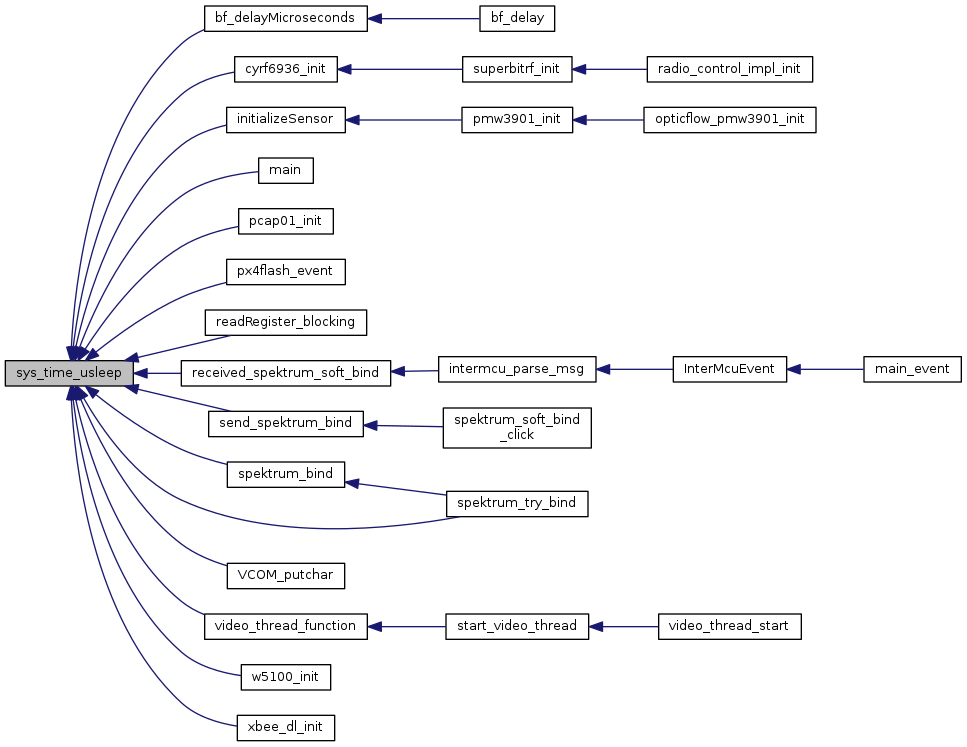 bf_delayMicroseconds
bf_delay
cyrf6936_init
superbitrf_init
radio_control_impl_init
initializeSensor
pmw3901_init
opticflow_pmw3901_init
main
pcap01_init
px4flash_event
readRegister_blocking
sys_time_usleep
received_spektrum_soft_bind
intermcu_parse_msg
InterMcuEvent
main_event
send_spektrum_bind
spektrum_soft_bind
_click
spektrum_bind
spektrum_try_bind
VCOM_putchar
video_thread_function
start_video_thread
video_thread_start
w5100_init
xbee_dl_init